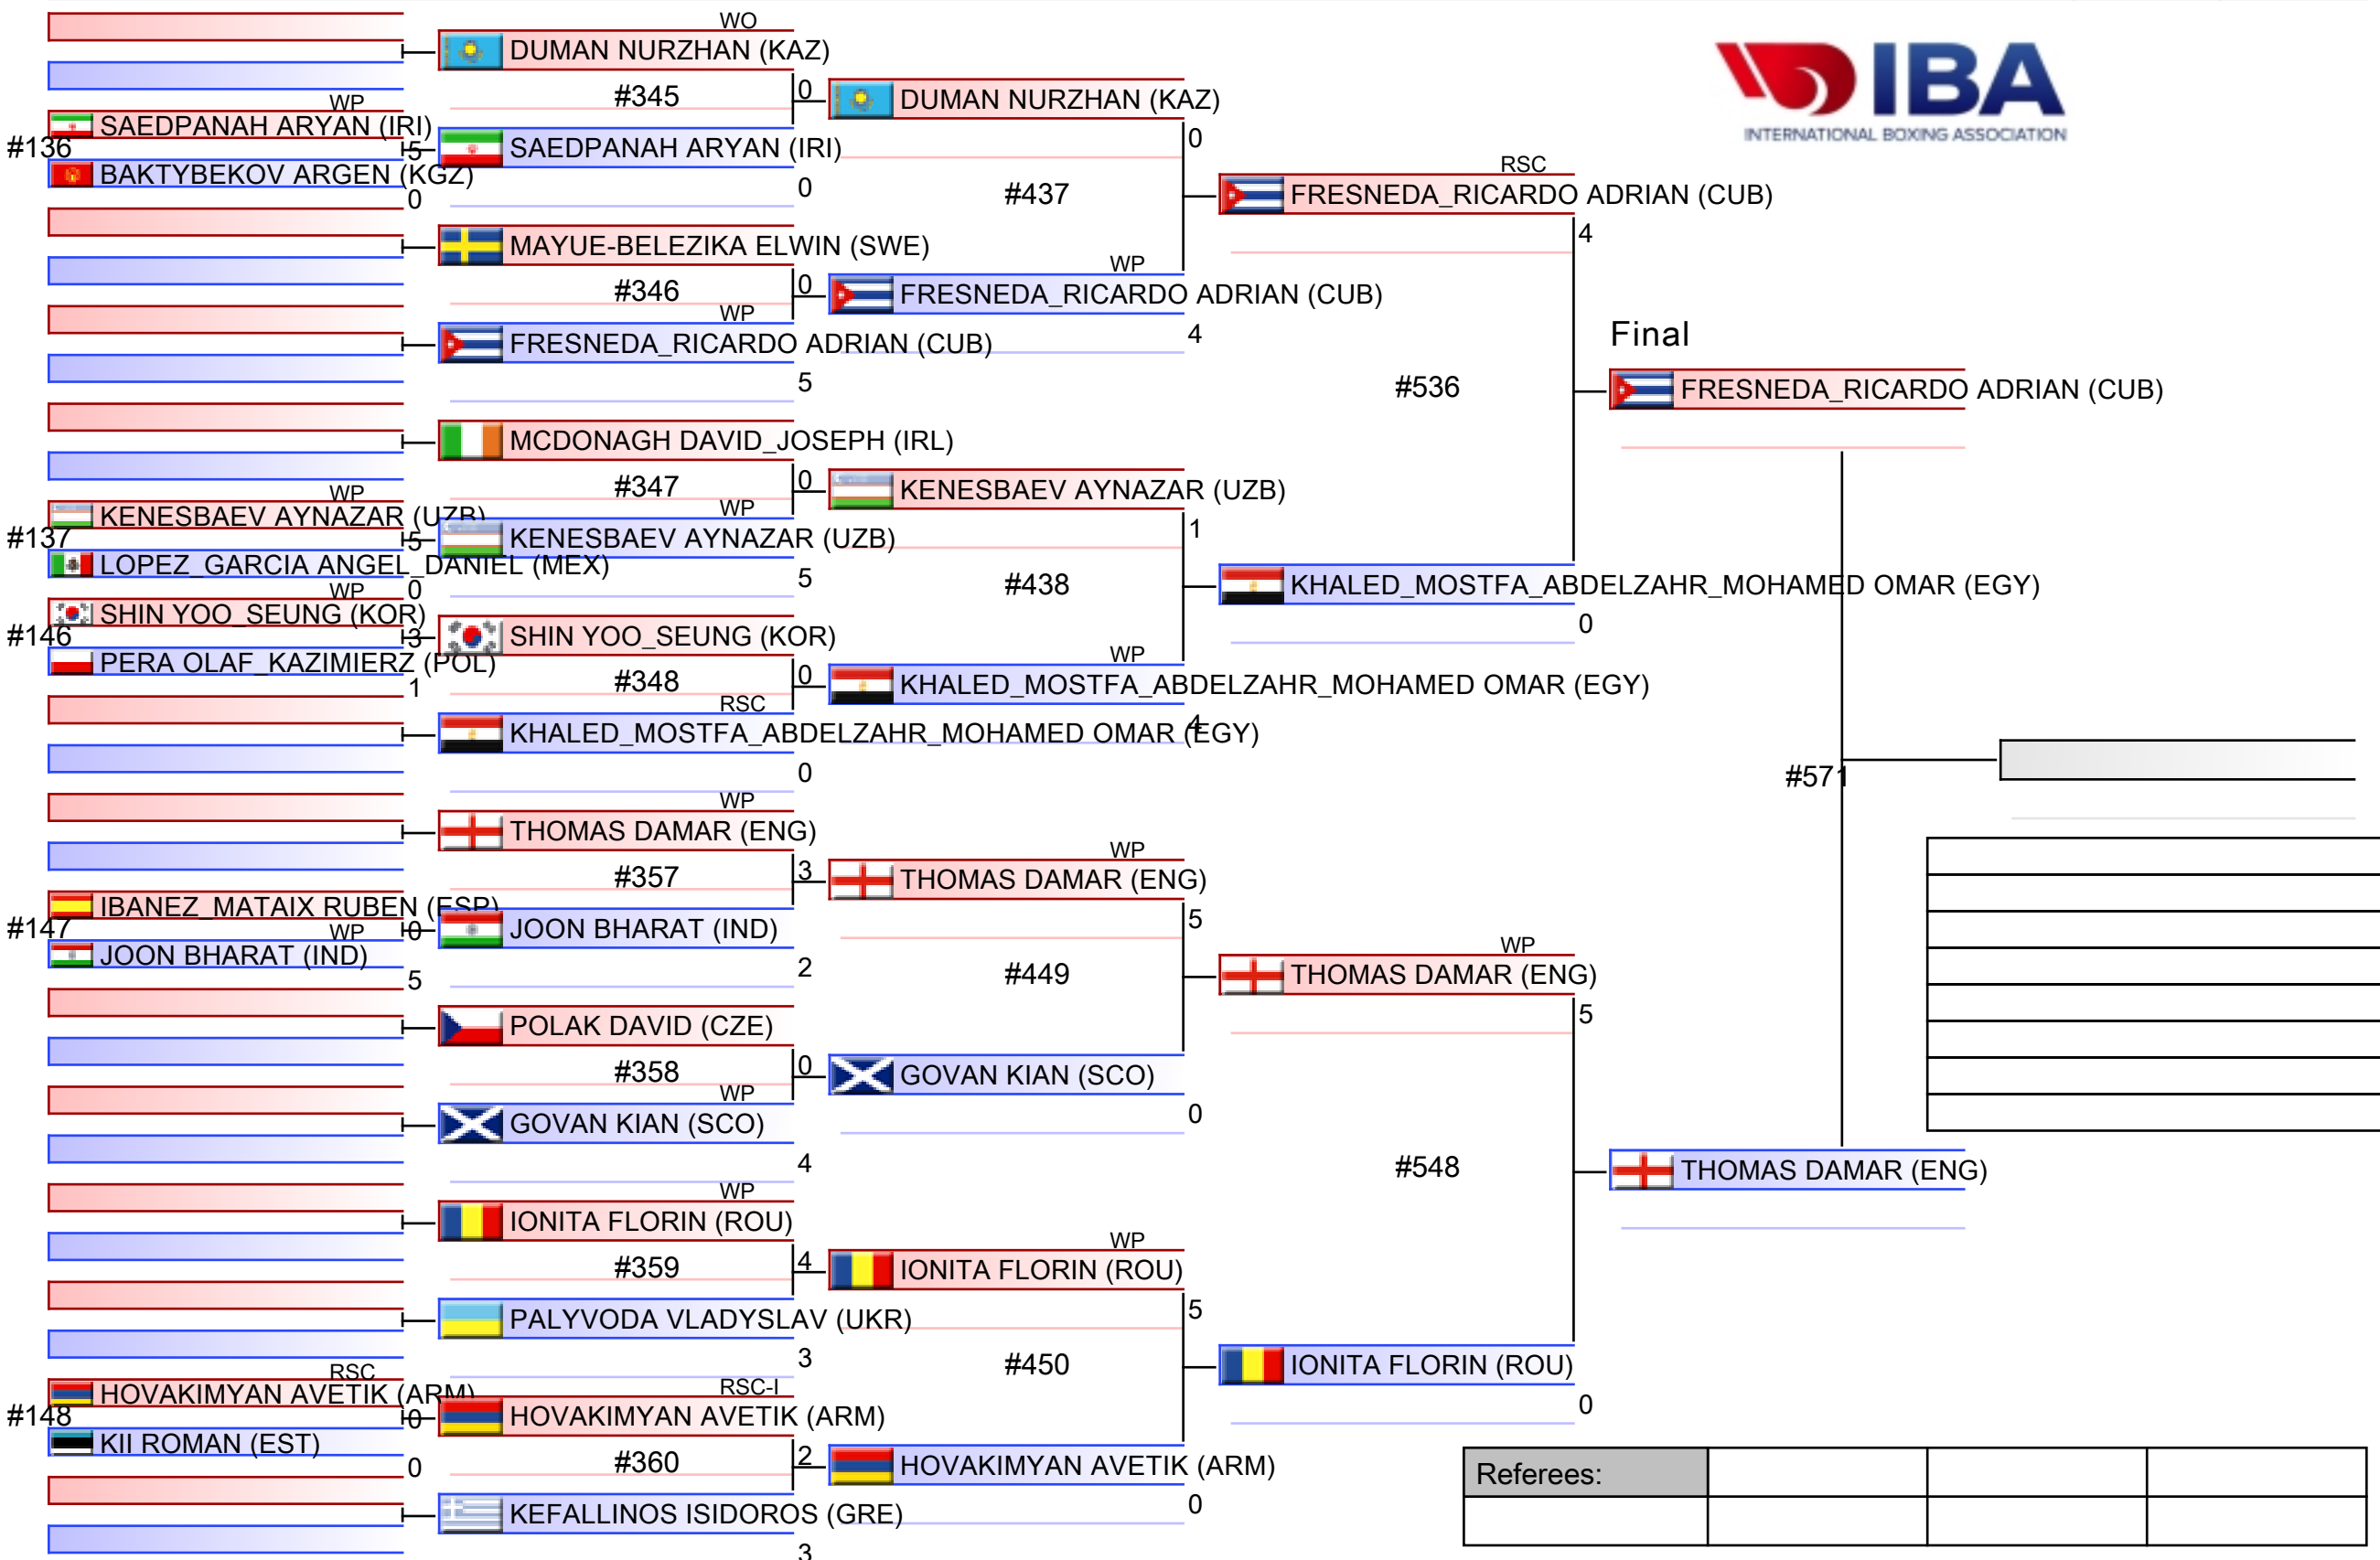 WO
DUMAN NURZHAN (KAZ)
#345
0
DUMAN NURZHAN (KAZ)
IBA
INTERNATIONAL BOXING ASSOCIATION
WP
SAEDPANAH ARYAN (IRI)
#136
5
BAKTYBEKOV ARGEN (KGZ)
0
SAEDPANAH ARYAN (IRI)
0
0
#437
RSC
FRESNEDA_RICARDO ADRIAN (CUB)
4
MAYUE-BELEZIKA ELWIN (SWE)
#346
0
WP
FRESNEDA_RICARDO ADRIAN (CUB)
4
WP
FRESNEDA_RICARDO ADRIAN (CUB)
5
Final
#536
FRESNEDA_RICARDO ADRIAN (CUB)
MCDONAGH DAVID_JOSEPH (IRL)
#347
0
KENESBAEV AYNAZAR (UZB)
1
WP
KENESBAEV AYNAZAR (UZB)
#137
5
LOPEZ_GARCIA ANGEL_DANIEL (MEX)
0
WP
KENESBAEV AYNAZAR (UZB)
5
#438
KHALED_MOSTFA_ABDELZAHR_MOHAMED OMAR (EGY)
0
WP
SHIN YOO_SEUNG (KOR)
#146
3
PERA OLAF_KAZIMIERZ (POL)
1
SHIN YOO_SEUNG (KOR)
#348
0
WP
KHALED_MOSTFA_ABDELZAHR_MOHAMED OMAR (EGY)
4
RSC
KHALED_MOSTFA_ABDELZAHR_MOHAMED OMAR (EGY)
0
#571
WP
THOMAS DAMAR (ENG)
#357
3
WP
THOMAS DAMAR (ENG)
5
IBANEZ_MATAIX RUBEN (ESP)
#147
WP
0
JOON BHARAT (IND)
5
JOON BHARAT (IND)
2
#449
WP
THOMAS DAMAR (ENG)
5
POLAK DAVID (CZE)
#358
0
GOVAN KIAN (SCO)
0
WP
GOVAN KIAN (SCO)
4
#548
THOMAS DAMAR (ENG)
WP
IONITA FLORIN (ROU)
#359
4
WP
IONITA FLORIN (ROU)
5
PALYVODA VLADYSLAV (UKR)
3
#450
IONITA FLORIN (ROU)
0
RSC
HOVAKIMYAN AVETIK (ARM)
#148
0
KII ROMAN (EST)
0
RSC-I
HOVAKIMYAN AVETIK (ARM)
#360
2
HOVAKIMYAN AVETIK (ARM)
0
KEFALLINOS ISIDOROS (GRE)
3
Referees: